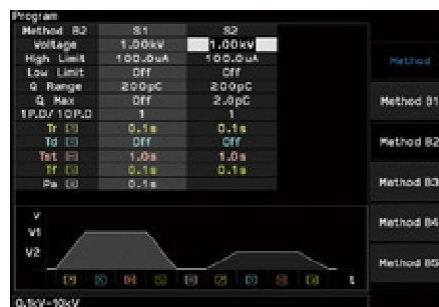 Program
Method B2 S1 S2
Voltage 1.00kV 1.00kV
High Limit 100.0uA 100.0uA
Low Limit Off Off
Q Range 200pC 200pC
Q Max Off 2.0pC
1P.D/10P.D 1 1
Tr 0.1s 0.1s
Td Off Off
Tst 1.0s 1.0s
Tf 0.1s 0.1s
Pa 0.1s
Method
Method B1
Method B2
Method B3
Method B4
Method B5
V
V1
V2
t
0.1kV-10kV